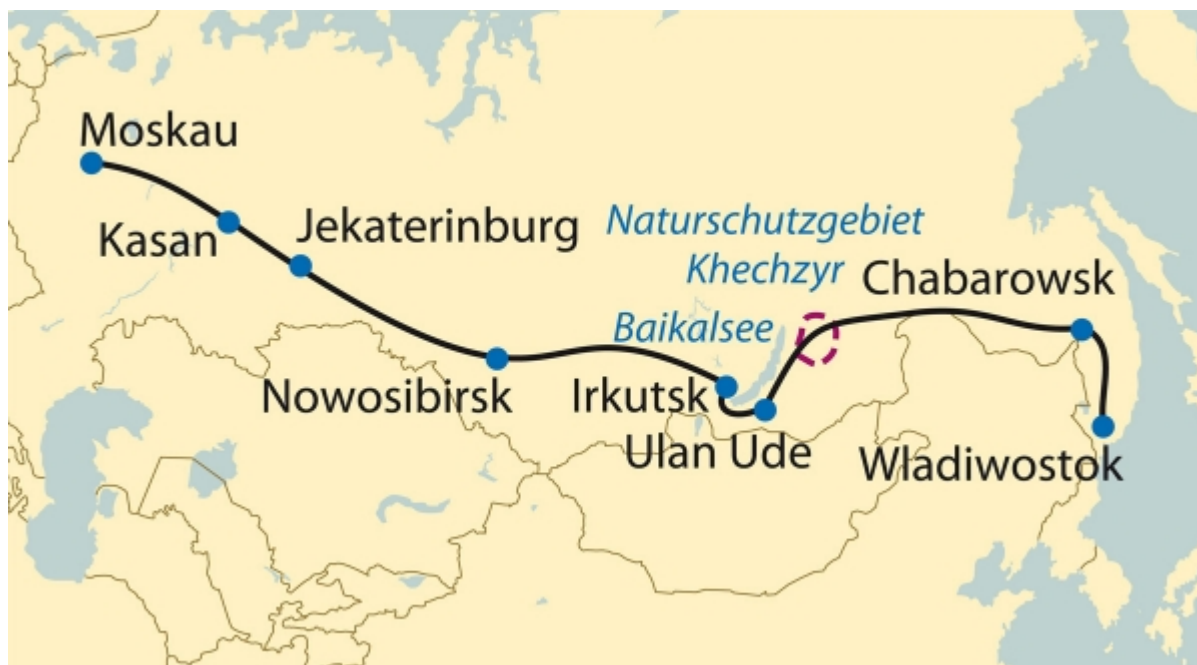 Moskau
Kasan
Jekaterinburg
Naturschutzgebiet
Khechzyr
Chabarowsk
Baikalsee
Nowosibirsk
Irkutsk
Ulan Ude
Wladiwostok